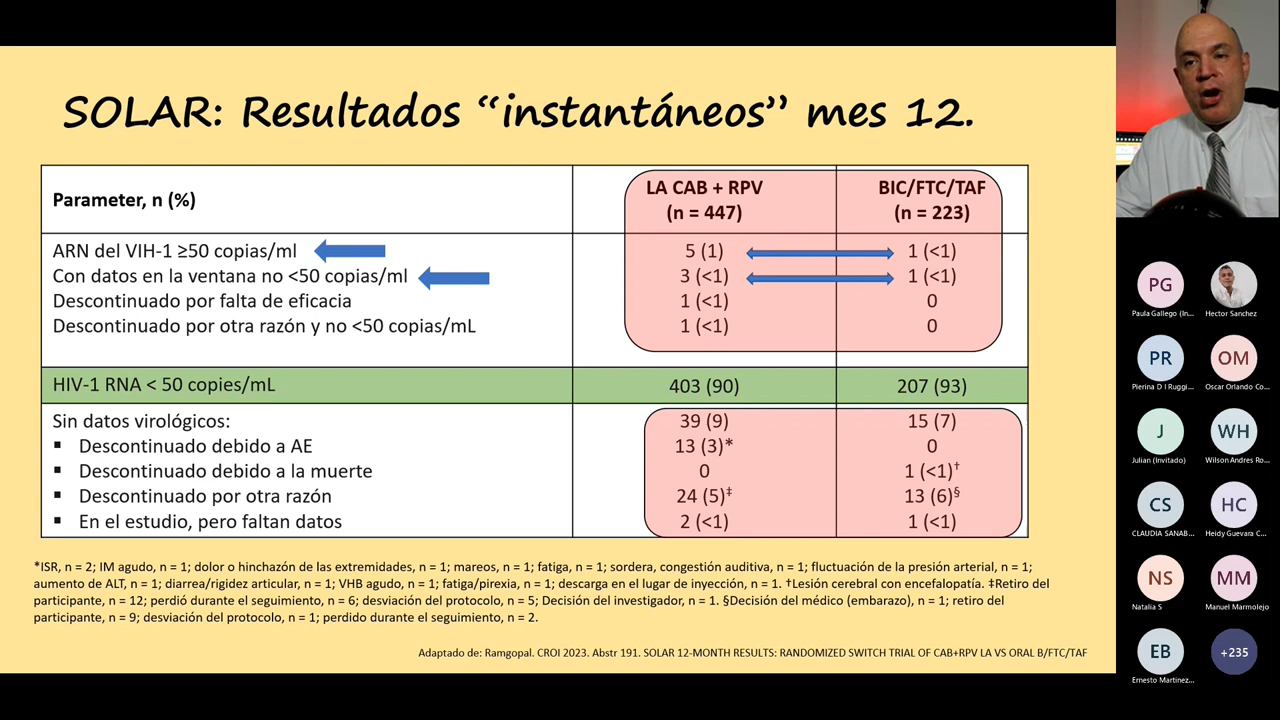 SOLAR: Resultados “instantáneos” mes 12.
Parameter, n (%)
LA CAB + RPV
(n = 447)
BIC/FTC/TAF
(n = 223)
ARN del VIH-1 ≥50 copias/ml 5 (1) 1 (<1)
Con datos en la ventana no <50 copias/ml 3 (<1) 1 (<1)
Descontinuado por falta de eficacia 1 (<1) 0
Descontinuado por otra razón y no <50 copias/mL 1 (<1) 0
HIV-1 RNA < 50 copies/mL 403 (90) 207 (93)
Sin datos virológicos: 39 (9) 15 (7)
▪ Descontinuado debido a AE 13 (3)* 0
▪ Descontinuado debido a la muerte 0 1 (<1)†
▪ Descontinuado por otra razón 24 (5)‡ 13 (6)§
▪ En el estudio, pero faltan datos 2 (<1) 1 (<1)
*ISR, n = 2; IM agudo, n = 1; dolor o hinchazón de las extremidades, n = 1; mareos, n = 1; fatiga, n = 1; sordera, congestión auditiva, n = 1; fluctuación de la presión arterial, n = 1;
aumento de ALT, n = 1; diarrea/rigidez articular, n = 1; VHB agudo, n = 1; fatiga/pirexia, n = 1; descarga en el lugar de inyección, n = 1. †Lesión cerebral con encefalopatía. ‡Retiro del
participante, n = 12; perdió durante el seguimiento, n = 6; desviación del protocolo, n = 5; Decisión del investigador, n = 1. §Decisión del médico (embarazo), n = 1; retiro del
participante, n = 9; desviación del protocolo, n = 1; perdido durante el seguimiento, n = 2.
Adaptado de: Ramgopal. CROI 2023. Abstr 191. SOLAR 12-MONTH RESULTS: RANDOMIZED SWITCH TRIAL OF CAB+RPV LA VS ORAL B/FTC/TAF
PG
Paula Gallego (In...
Hector Sanchez
PR
Pierina D I Ruggi...
OM
Oscar Orlando Co...
J
Julian (Invitado)
WH
Wilson Andres Ro...
CS
CLAUDIA SANAB...
HC
Heidy Guevara C...
NS
Natalia S
MM
Manuel Marmolejo
EB
Ernesto Martinez...
+235